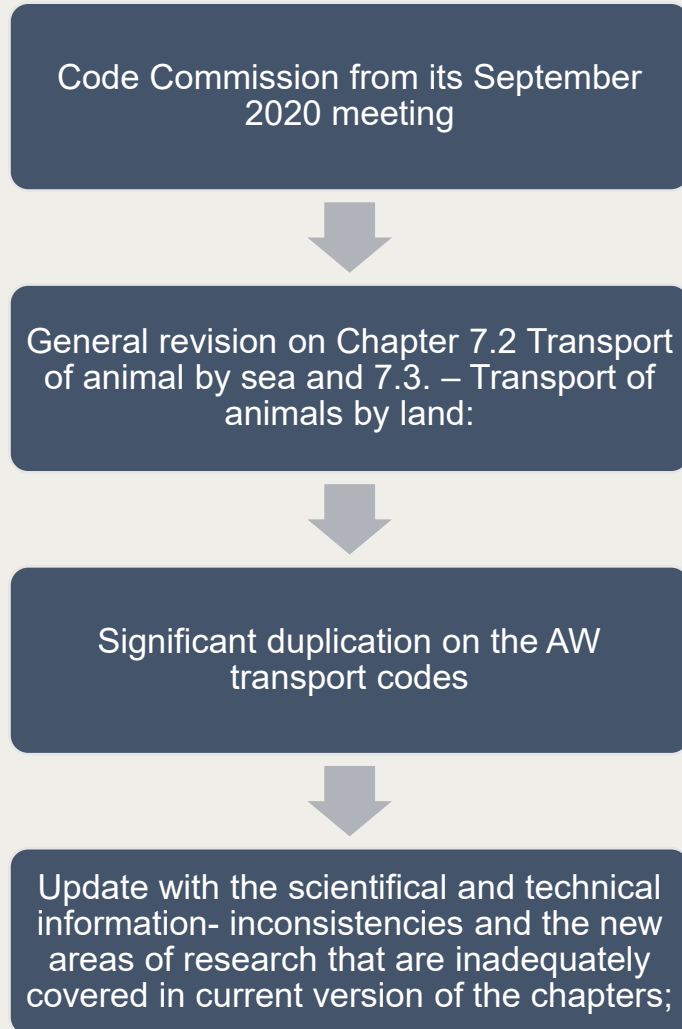 Code Commission from its September
2020 meeting
General revision on Chapter 7.2 Transport
of animal by sea and 7.3. – Transport of
animals by land:
Significant duplication on the AW
transport codes
Update with the scientifical and technical
information- inconsistencies and the new
areas of research that are inadequately
covered in current version of the chapters;